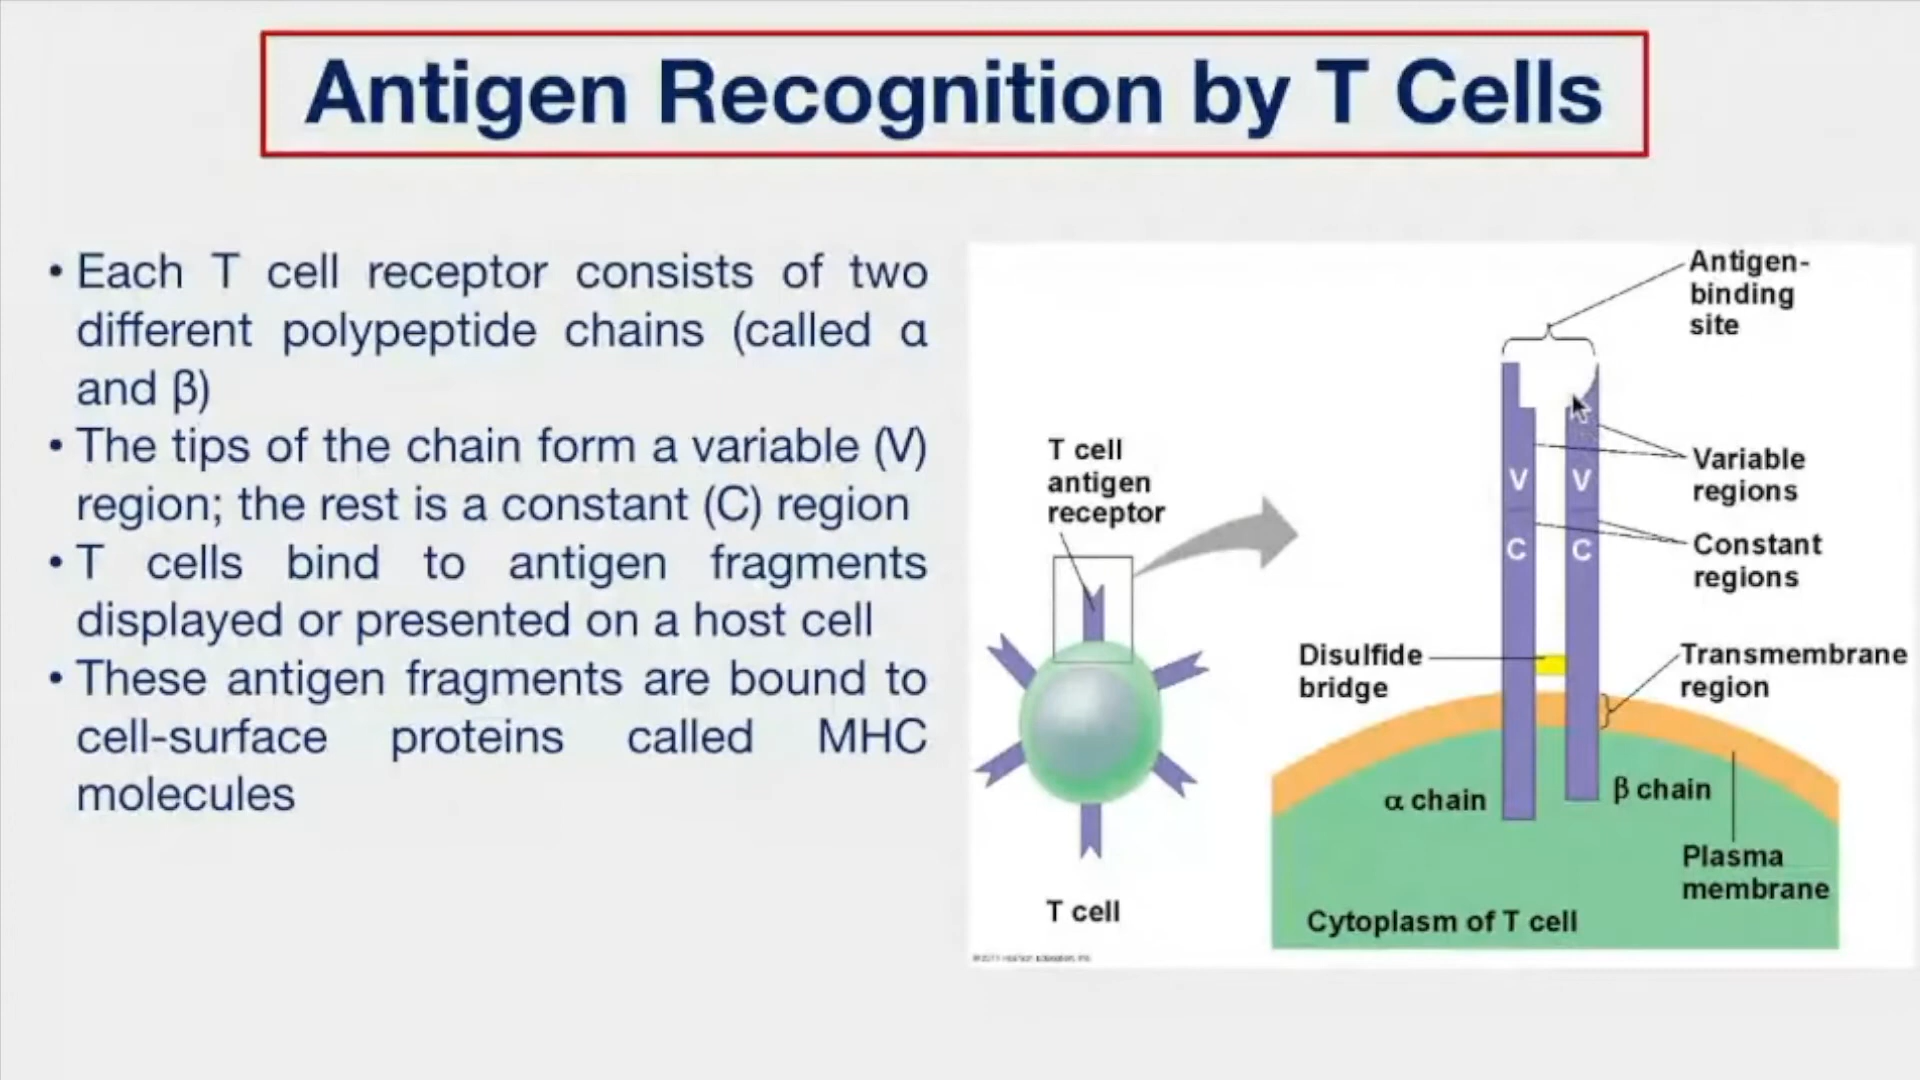 Antigen Recognition by T Cells
• Each T cell receptor consists of two
different polypeptide chains (called α
and β)
• The tips of the chain form a variable (V)
region; the rest is a constant (C) region
• T cells bind to antigen fragments
displayed or presented on a host cell
• These antigen fragments are bound to
cell-surface proteins called MHC
molecules
T cell
antigen
receptor
T cell
Antigen-
binding
site
V V
Variable
regions
C C
Constant
regions
Disulfide
bridge
Transmembrane
region
α chain
β chain
Plasma
membrane
Cytoplasm of T cell